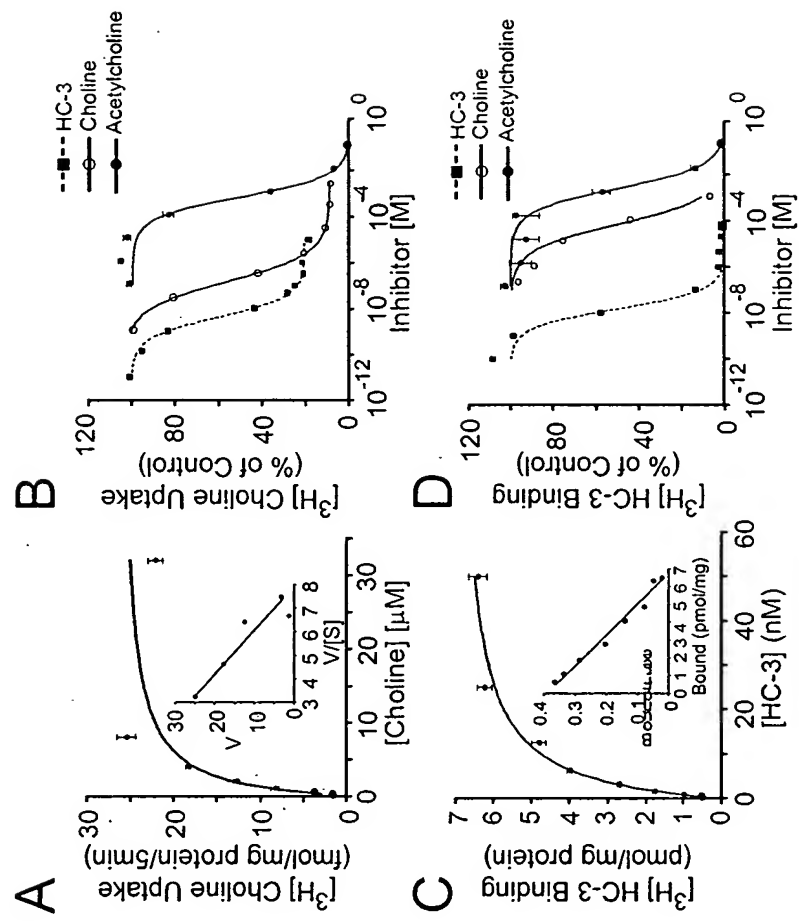 A
[³H] Choline Uptake
(fmol/mg protein/5min)
30
20
10
0
0
10
20
30
[Choline] [µM]
V
30
20
10
0
3 4 5 6 7 8
V/[S]
B
[³H] Choline Uptake
(% of Control)
120
80
40
0
10⁻¹²
10⁻⁸
10⁻⁴
10⁰
Inhibitor [M]
HC-3
Choline
Acetylcholine
C
[³H] HC-3 Binding
(pmol/mg protein)
7
6
5
4
3
2
1
0
0
20
40
60
[HC-3] (nM)
0.4
0.3
0.2
0.1
0
0 1 2 3 4 5 6 7
Bound (pmol/mg)
D
[³H] HC-3 Binding
(% of Control)
120
80
40
0
10⁻¹²
10⁻⁸
10⁻⁴
10⁰
Inhibitor [M]
HC-3
Choline
Acetylcholine